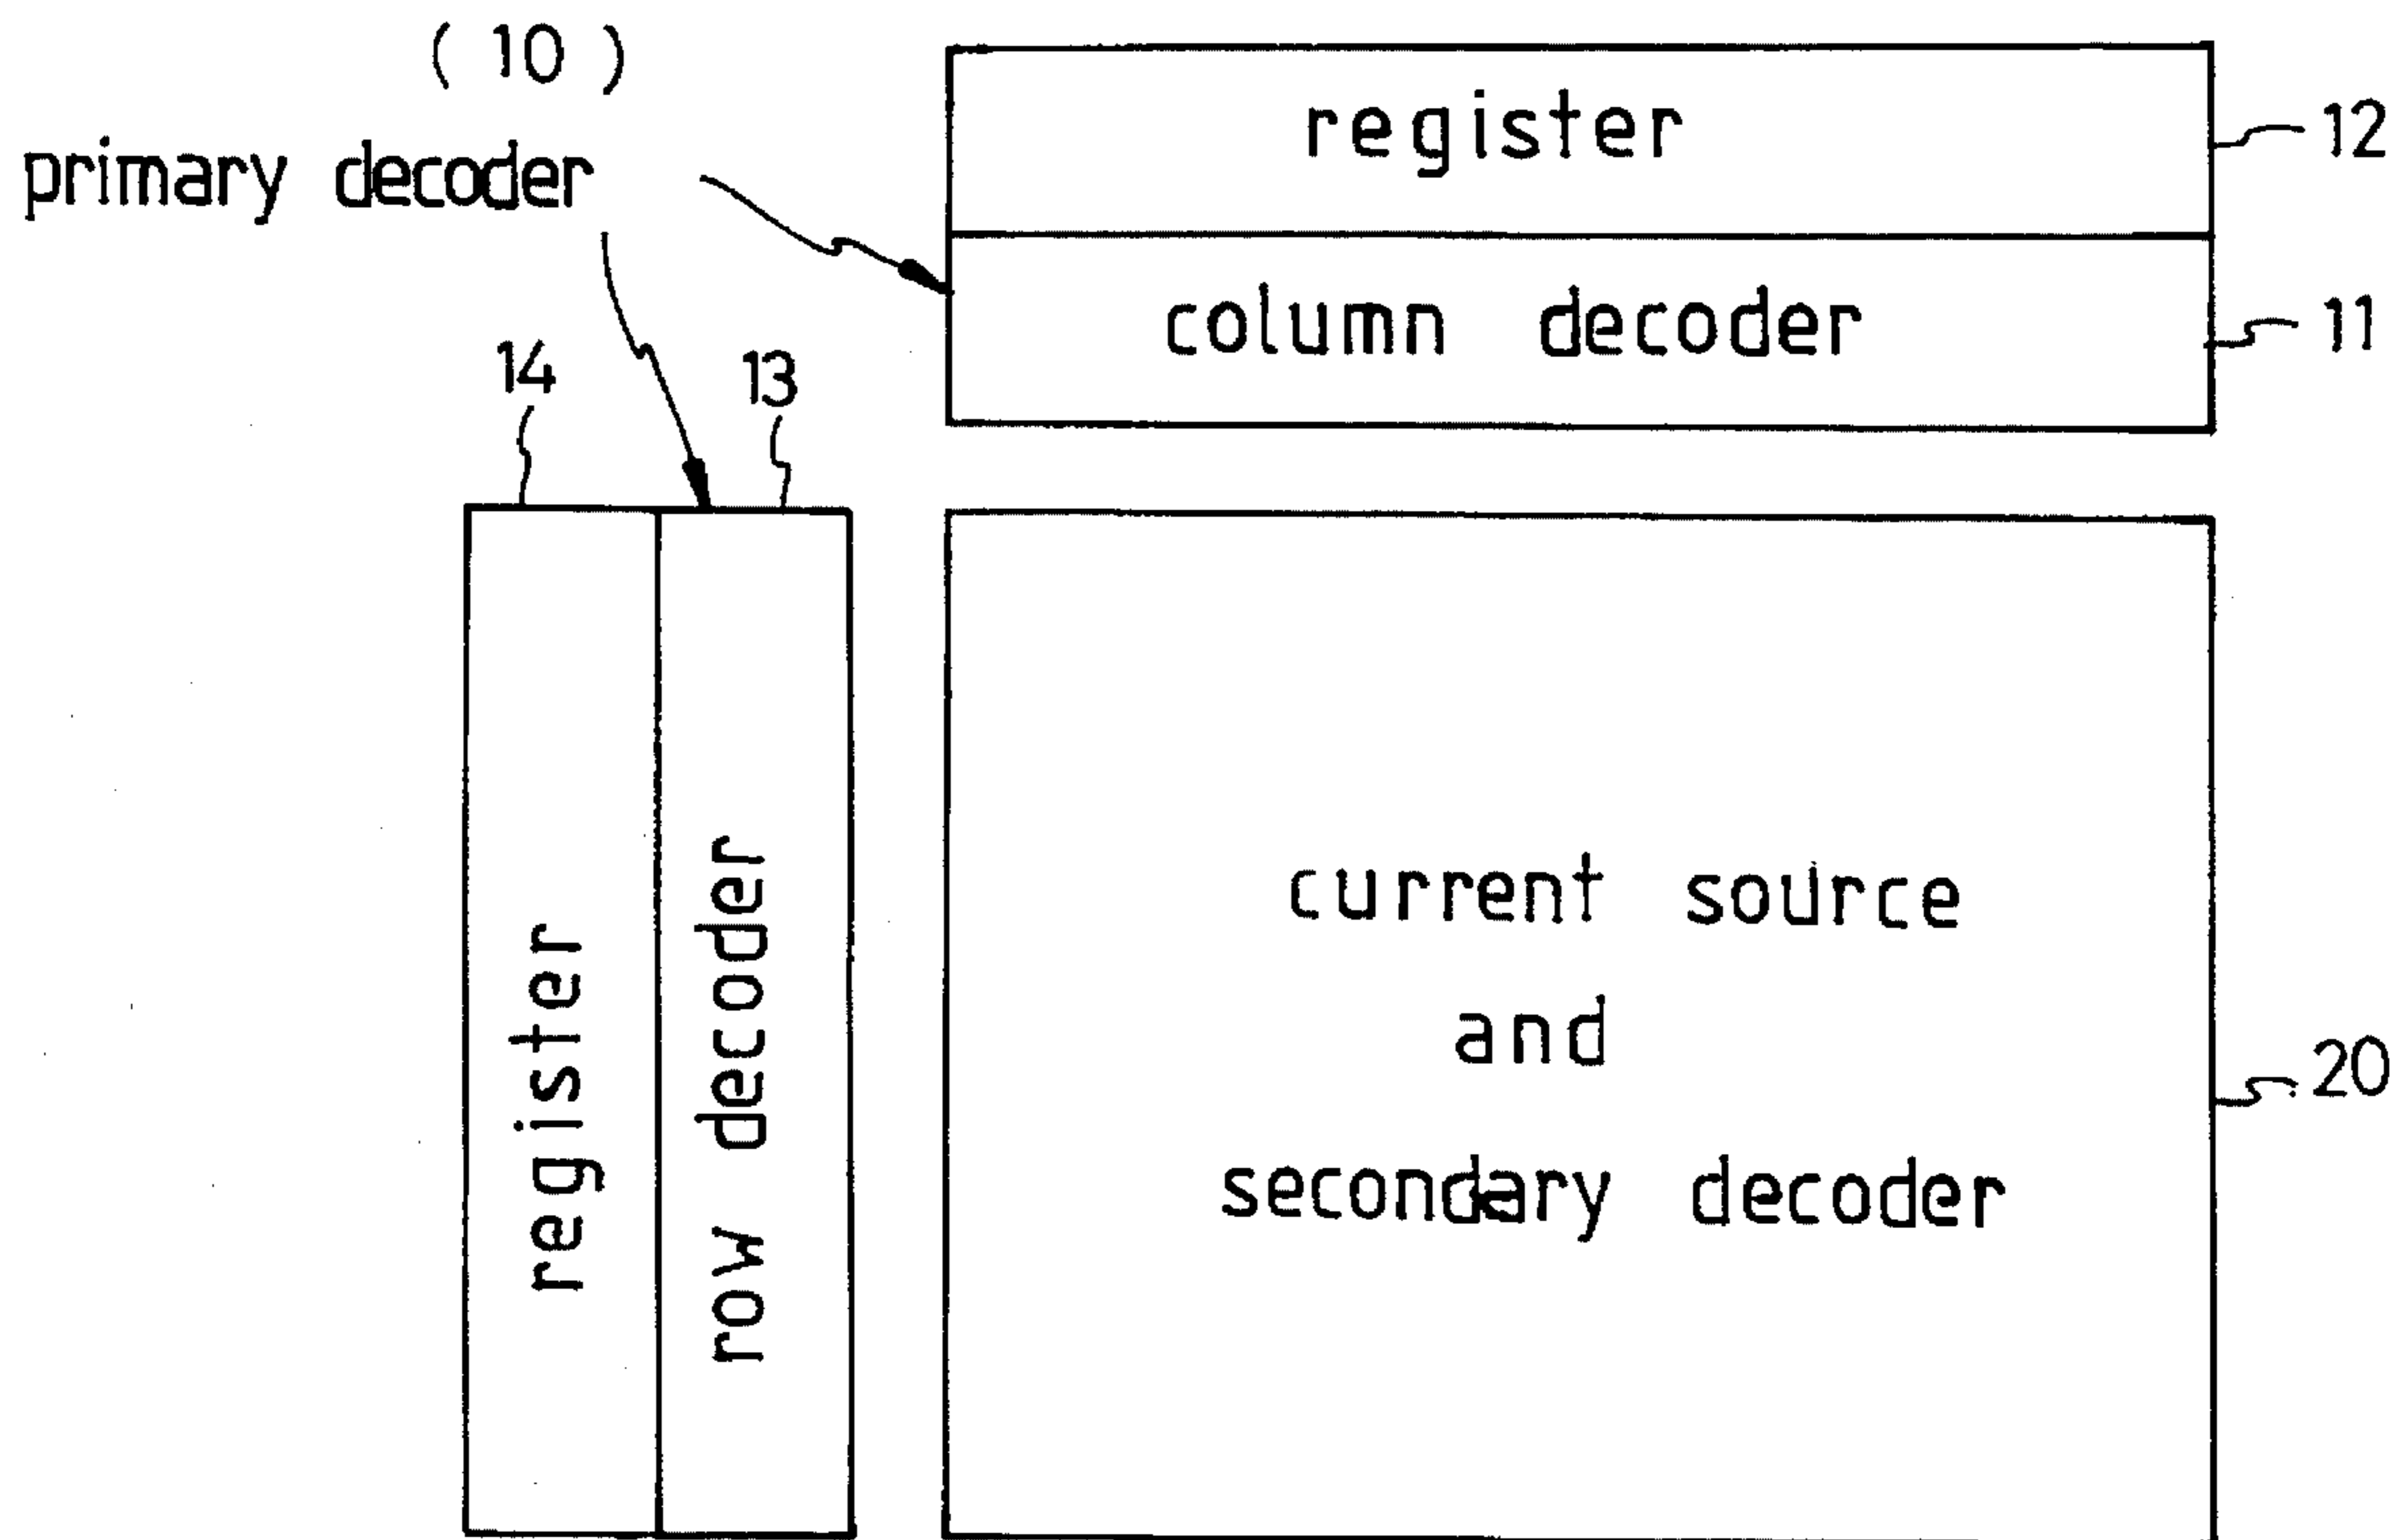 ( 10 )
primary decoder
register
12
column decoder
11
14
13
register
row decoder
current source
and
secondary decoder
20